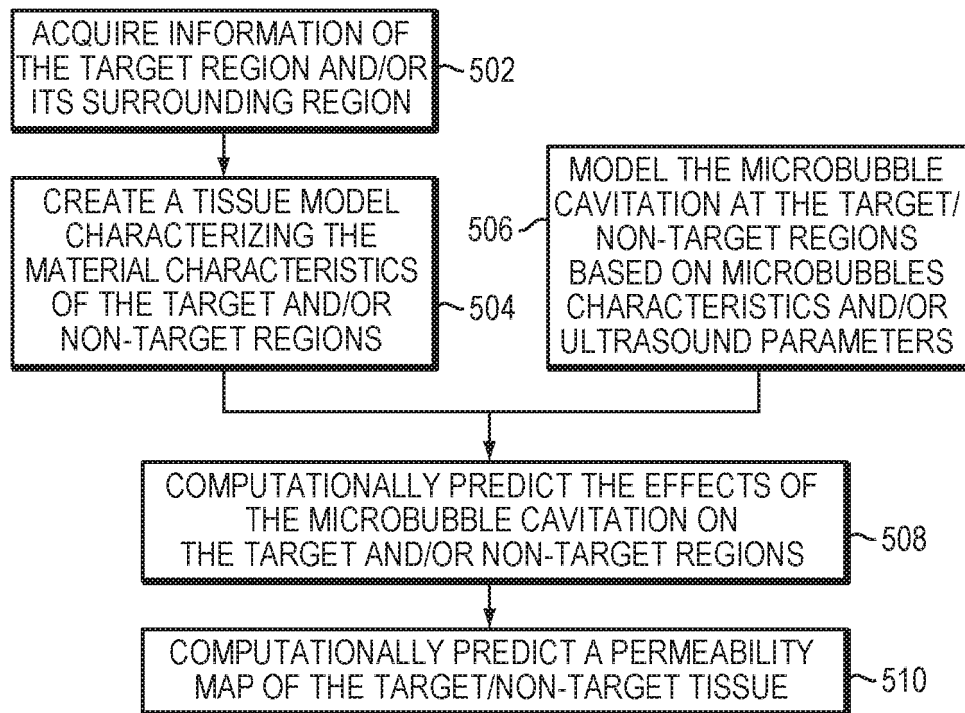 ACQUIRE INFORMATION OF
THE TARGET REGION AND/OR
ITS SURROUNDING REGION
502
CREATE A TISSUE MODEL
CHARACTERIZING THE
MATERIAL CHARACTERISTICS
OF THE TARGET AND/OR
NON-TARGET REGIONS
504
MODEL THE MICROBUBBLE
CAVITATION AT THE TARGET/
NON-TARGET REGIONS
BASED ON MICROBUBBLES
CHARACTERISTICS AND/OR
ULTRASOUND PARAMETERS
506
COMPUTATIONALLY PREDICT THE EFFECTS OF
THE MICROBUBBLE CAVITATION ON
THE TARGET AND/OR NON-TARGET REGIONS
508
COMPUTATIONALLY PREDICT A PERMEABILITY
MAP OF THE TARGET/NON-TARGET TISSUE
510